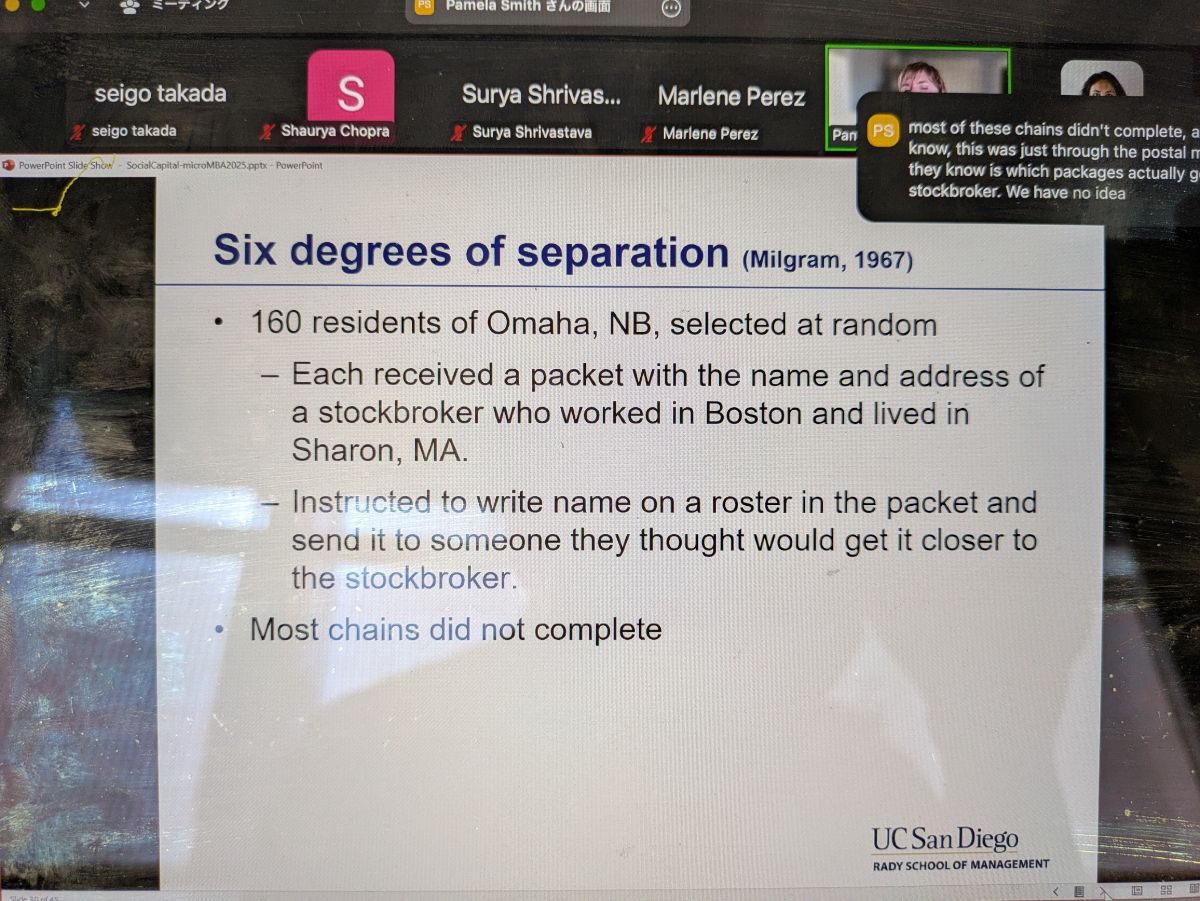 ミーティング
PS Pamela Smith さんの画面
seigo takada
S
Surya Shrivas...
Marlene Perez
seigo takada
Shaurya Chopra
Surya Shrivastava
Marlene Perez
Pam
PS
most of these chains didn't complete, a
know, this was just through the postal m
they know is which packages actually g
stockbroker. We have no idea
PowerPoint Slide Show - SocialCapital-microMBA2025.pptx - PowerPoint
Six degrees of separation (Milgram, 1967)
• 160 residents of Omaha, NB, selected at random
– Each received a packet with the name and address of
a stockbroker who worked in Boston and lived in
Sharon, MA.
– Instructed to write name on a roster in the packet and
send it to someone they thought would get it closer to
the stockbroker.
• Most chains did not complete
UC San Diego
RADY SCHOOL OF MANAGEMENT
Slide 30 of 45